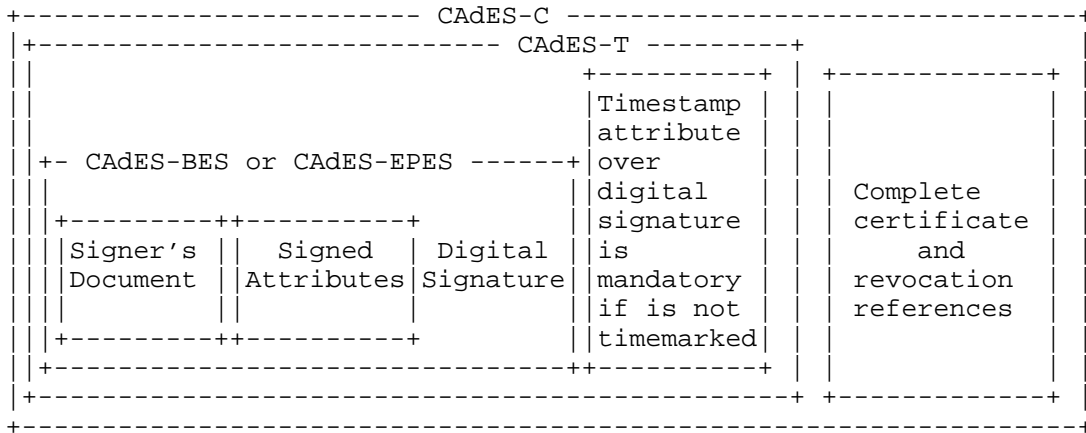 CAdES-C
CAdES-T
Timestamp
attribute
CAdES-BES or CAdES-EPES over
digital Complete
signature certificate
Signer's Signed Digital is and
Document Attributes Signature mandatory revocation
if is not references
timemarked